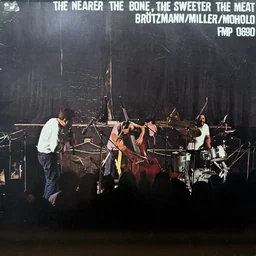 THE NEARER THE BONE, THE SWEETER THE MEAT
BRÖTZMANN/MILLER/MOHOLO
FMP 0690